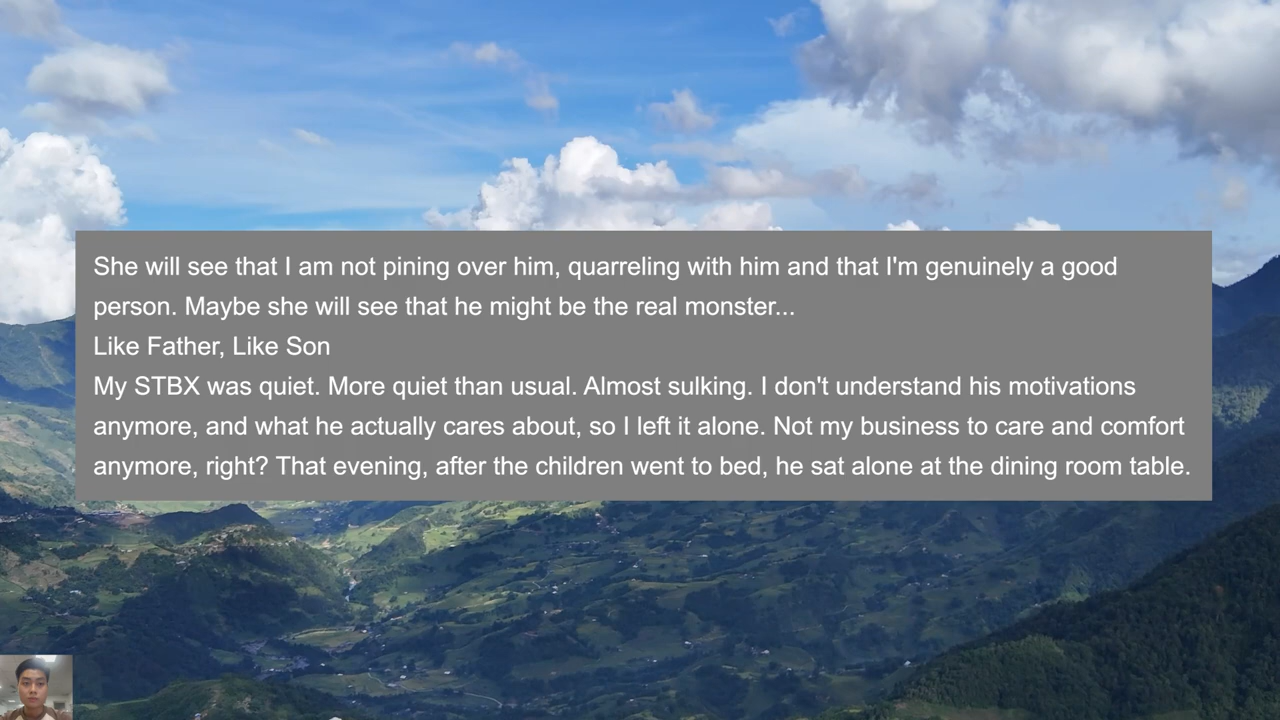 She will see that I am not pining over him, quarreling with him and that I'm genuinely a good
person. Maybe she will see that he might be the real monster...
Like Father, Like Son
My STBX was quiet. More quiet than usual. Almost sulking. I don't understand his motivations
anymore, and what he actually cares about, so I left it alone. Not my business to care and comfort
anymore, right? That evening, after the children went to bed, he sat alone at the dining room table.